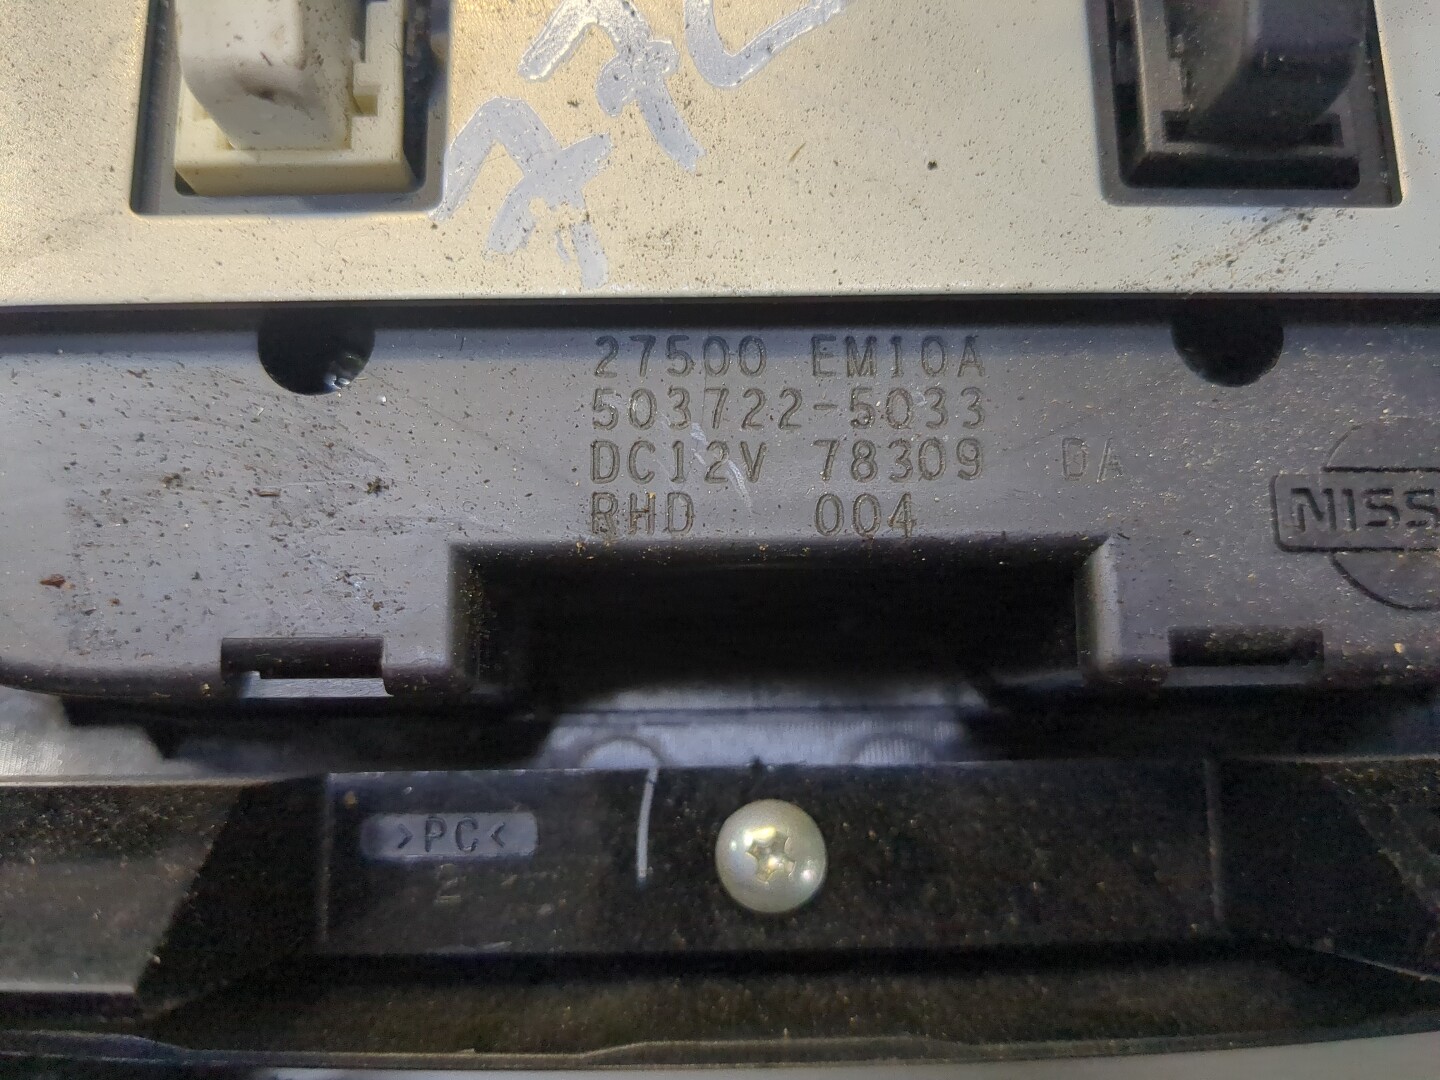 27500 EM10A
503722-5033
DC12V 78309 DA
RHD 004
NISS
>PC<